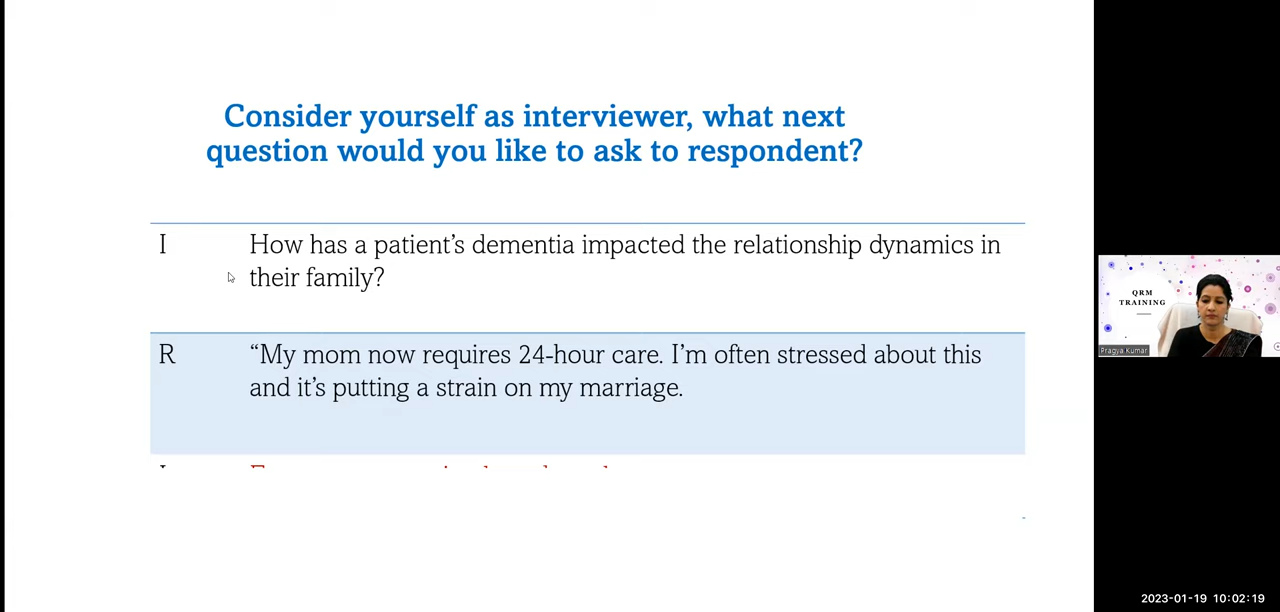 Consider yourself as interviewer, what next
question would you like to ask to respondent?
I How has a patient's dementia impacted the relationship dynamics in
their family?
R “My mom now requires 24-hour care. I'm often stressed about this
and it's putting a strain on my marriage.
QRM
TRAINING
Pragya Kumar
2023-01-19 10:02:19